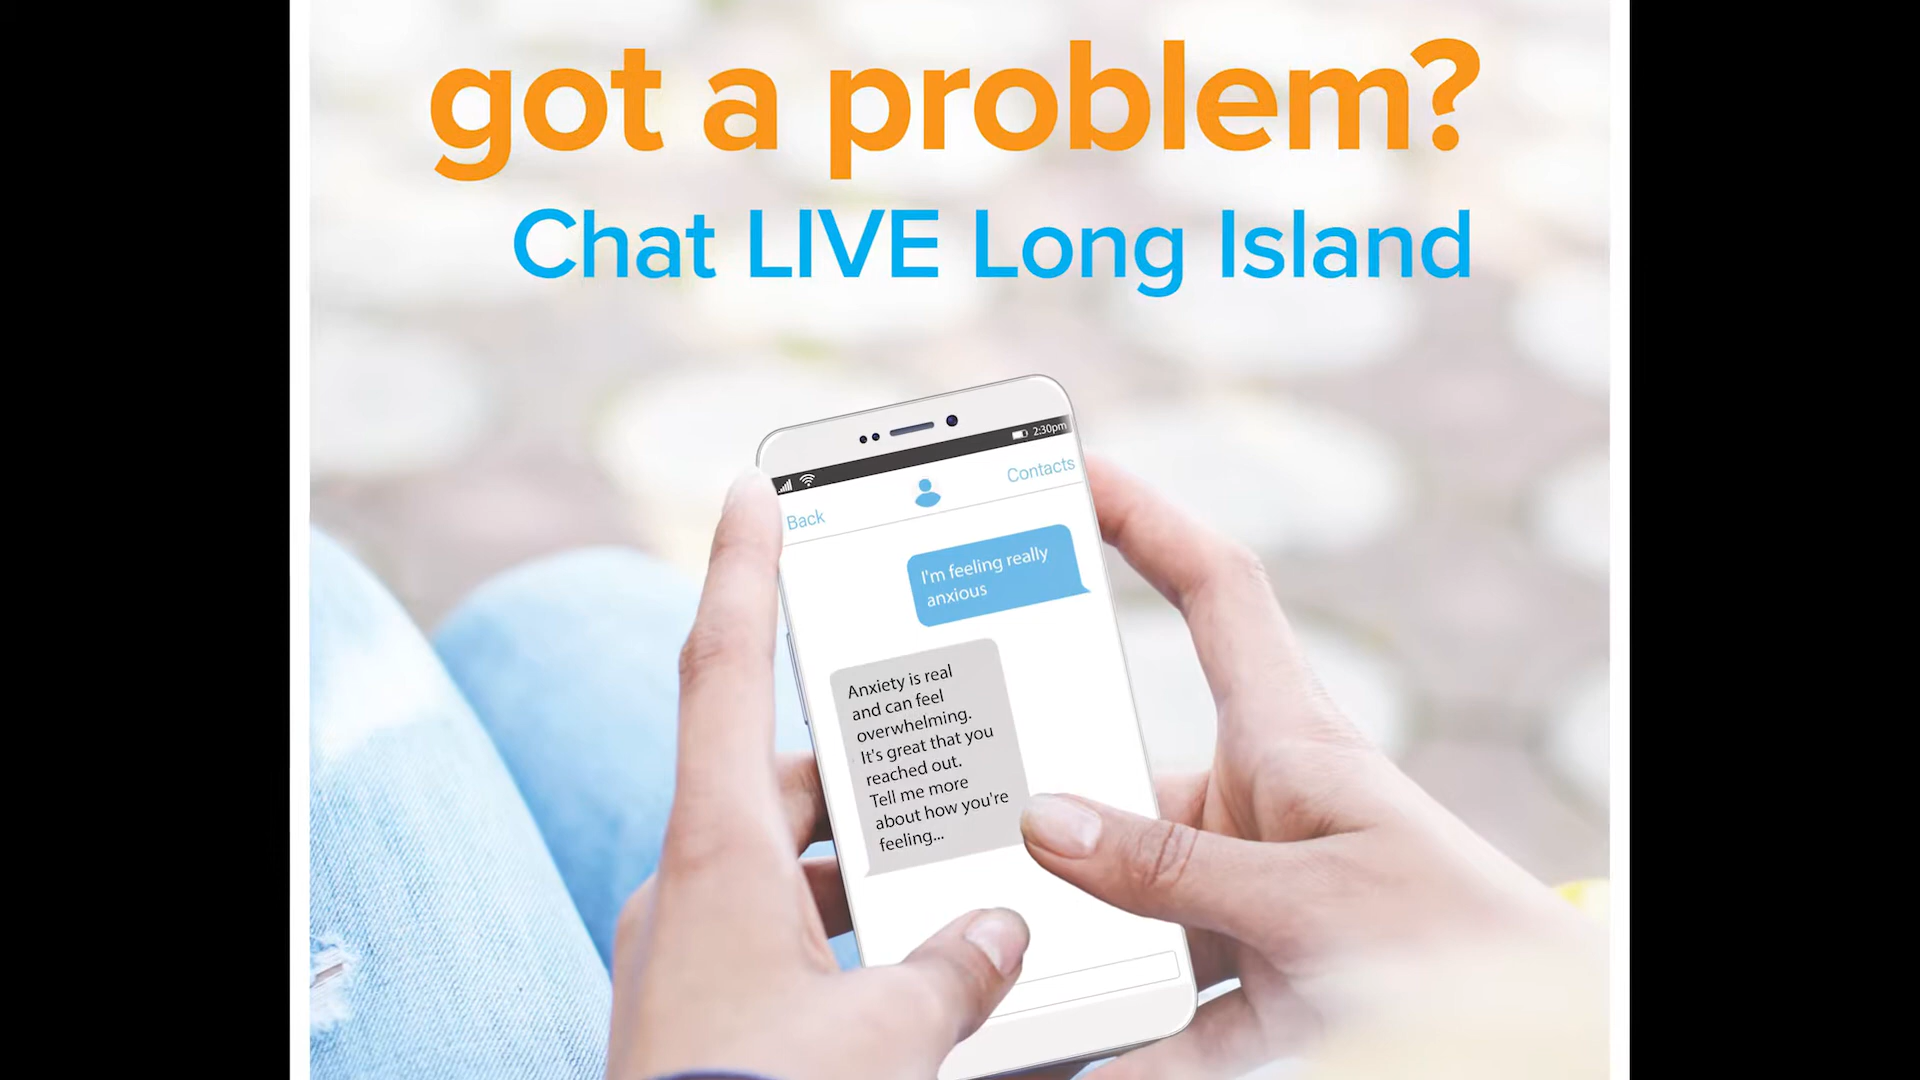 got a problem?
Chat LIVE Long Island
2:30pm
Back
Contacts
I'm feeling really
anxious
Anxiety is real
and can feel
overwhelming.
It's great that you
reached out.
Tell me more
about how you're
feeling...